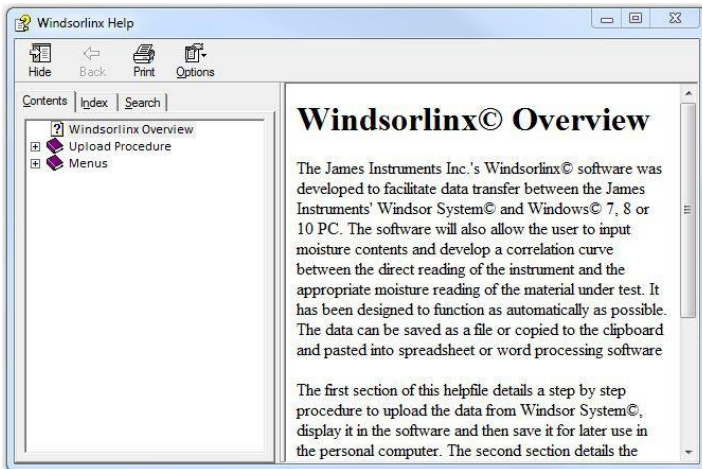 Windsorlinx Help
Hide Back Print Options
Contents Index Search
Windsorlinx Overview
Upload Procedure
Menus
Windsorlinx© Overview
The James Instruments Inc.'s Windsorlinx© software was
developed to facilitate data transfer between the James
Instruments' Windsor System© and Windows© 7, 8 or
10 PC. The software will also allow the user to input
moisture contents and develop a correlation curve
between the direct reading of the instrument and the
appropriate moisture reading of the material under test. It
has been designed to function as automatically as possible.
The data can be saved as a file or copied to the clipboard
and pasted into spreadsheet or word processing software
The first section of this helpfile details a step by step
procedure to upload the data from Windsor System©,
display it in the software and then save it for later use in
the personal computer. The second section details the